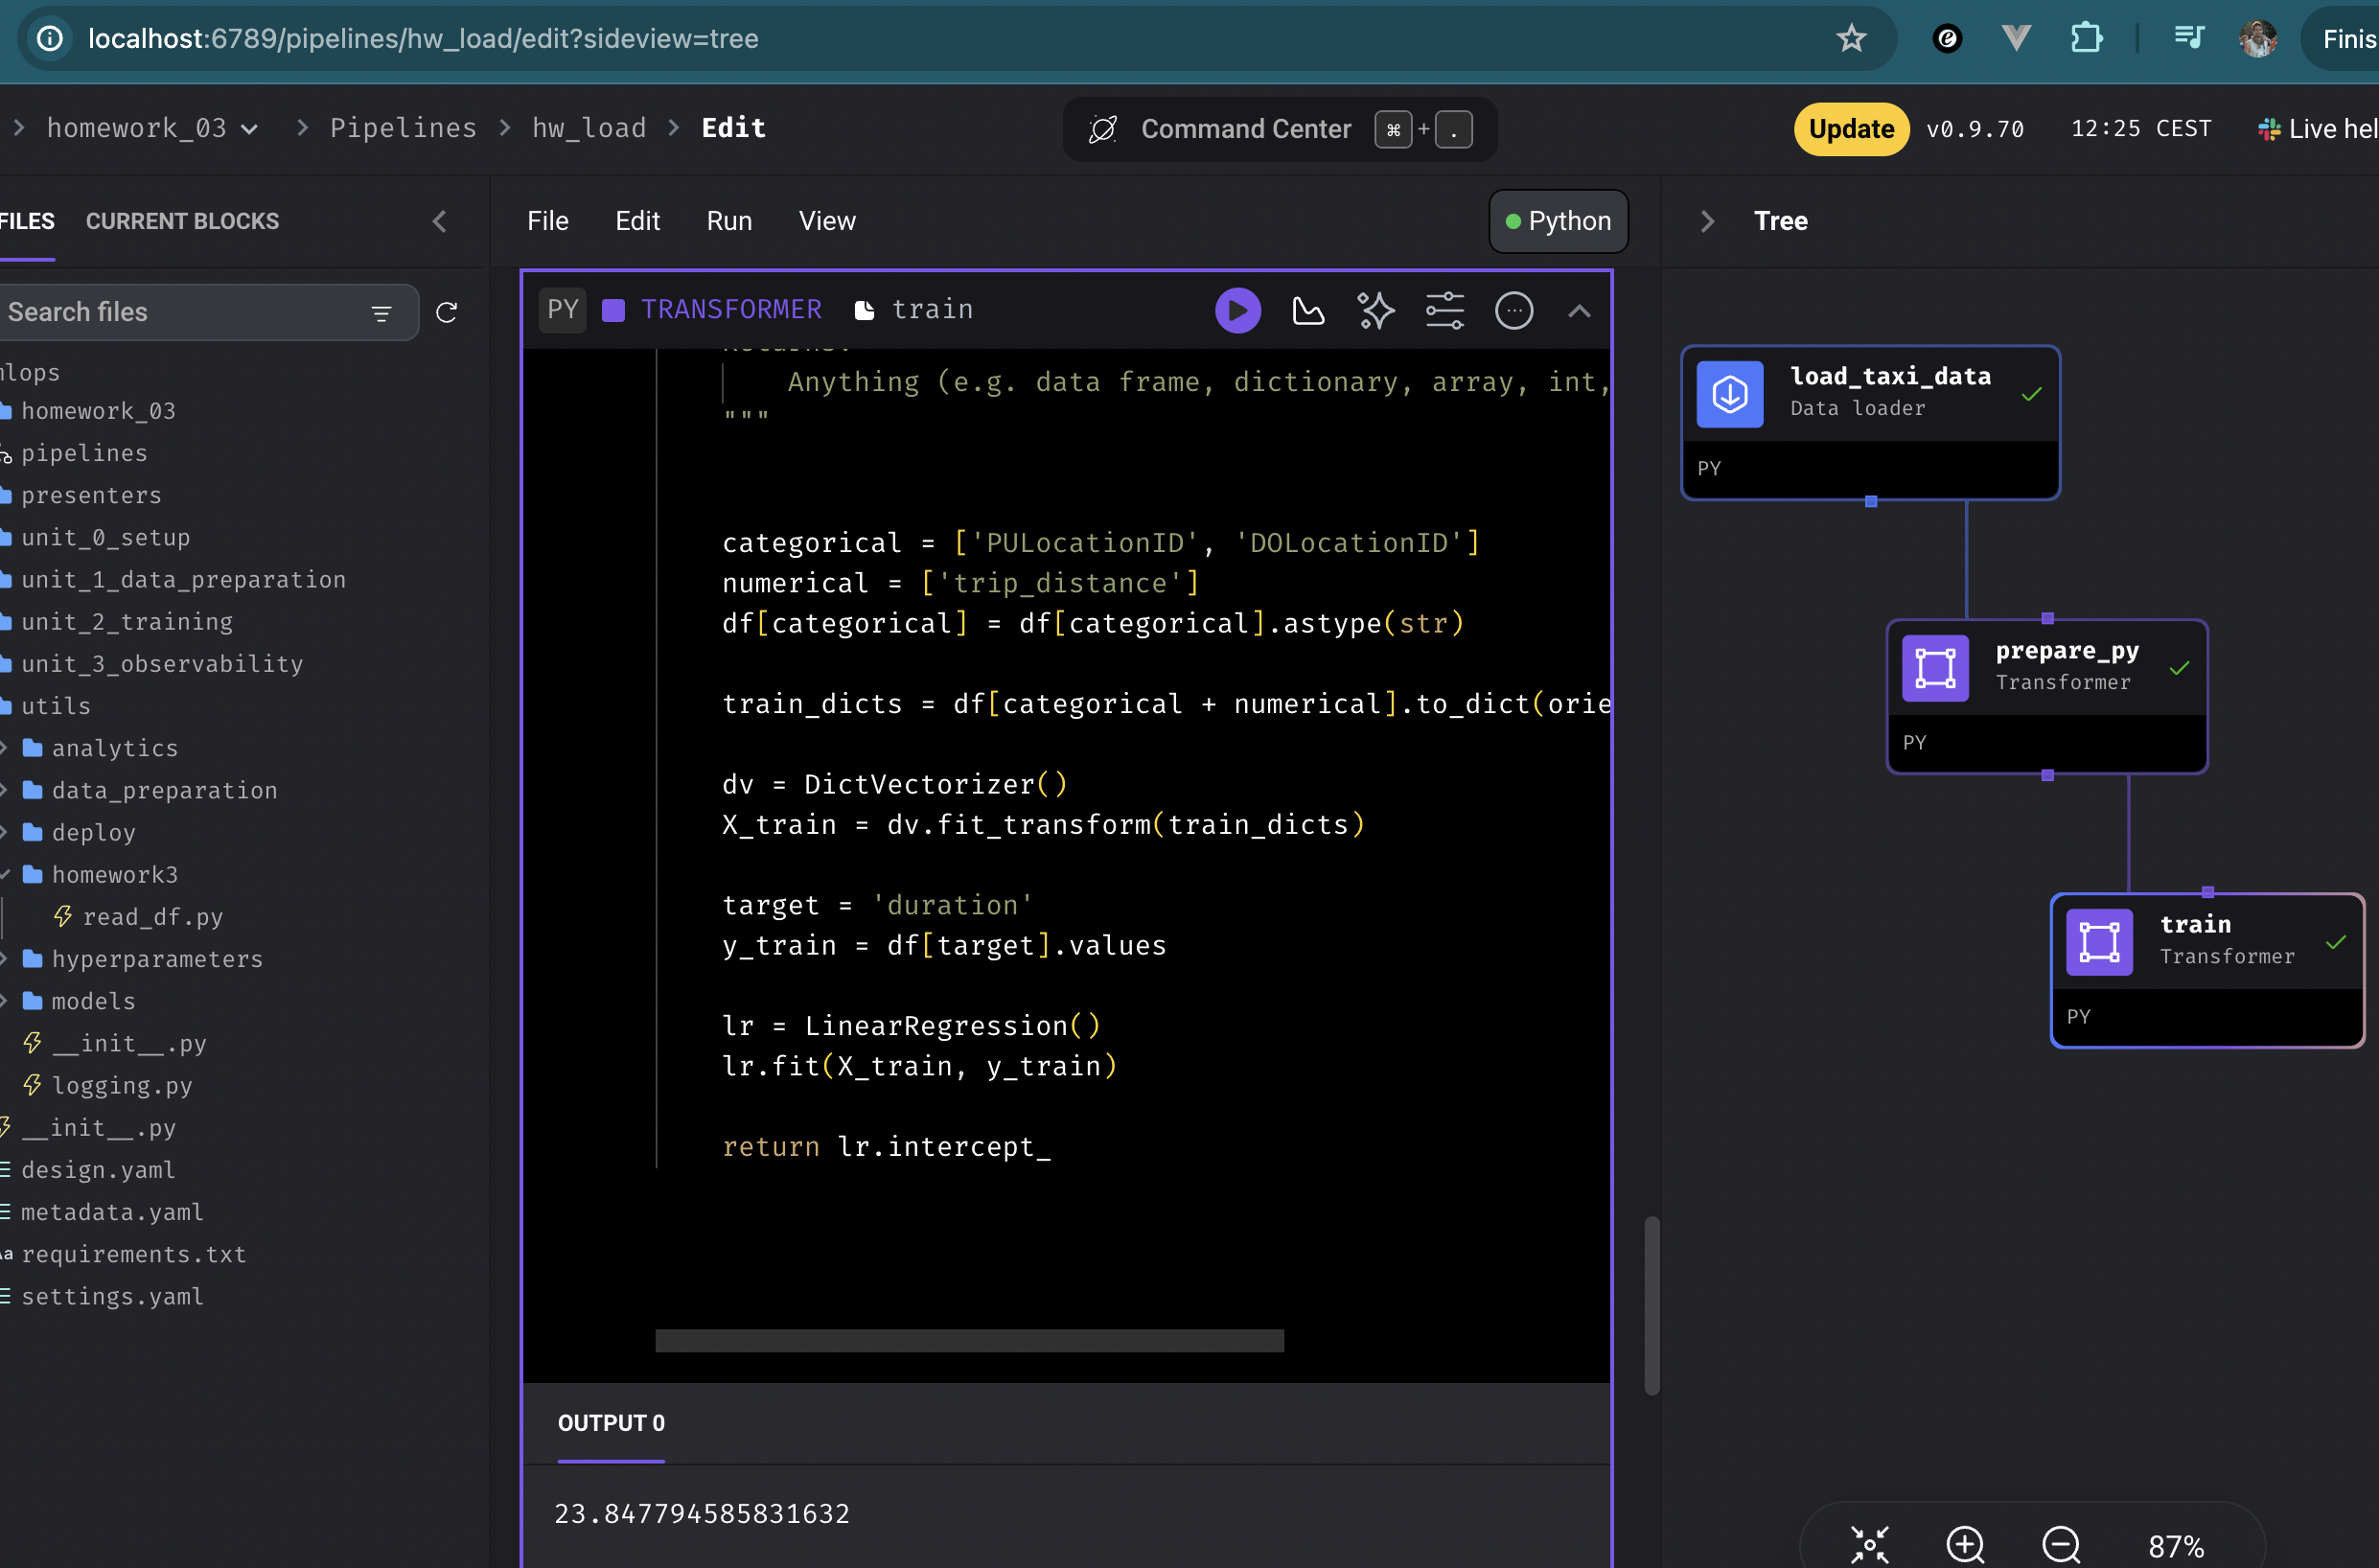 localhost:6789/pipelines/hw_load/edit?sideview=tree
homework_03 > Pipelines > hw_load > Edit
Command Center ⌘ + .
Update v0.9.70 12:25 CEST
FILES CURRENT BLOCKS
Search files
homework_03
pipelines
presenters
unit_0_setup
unit_1_data_preparation
unit_2_training
unit_3_observability
utils
analytics
data_preparation
deploy
homework3
read_df.py
hyperparameters
models
__init__.py
logging.py
__init__.py
design.yaml
metadata.yaml
requirements.txt
settings.yaml
File Edit Run View Python
PY TRANSFORMER train
Anything (e.g. data frame, dictionary, array, int,
"""
categorical = ['PULocationID', 'DOLocationID']
numerical = ['trip_distance']
df[categorical] = df[categorical].astype(str)
train_dicts = df[categorical + numerical].to_dict(orie
dv = DictVectorizer()
X_train = dv.fit_transform(train_dicts)
target = 'duration'
y_train = df[target].values
lr = LinearRegression()
lr.fit(X_train, y_train)
return lr.intercept_
OUTPUT 0
23.847794585831632
Tree
load_taxi_data
Data loader
PY
prepare_py
Transformer
PY
train
Transformer
PY
87%